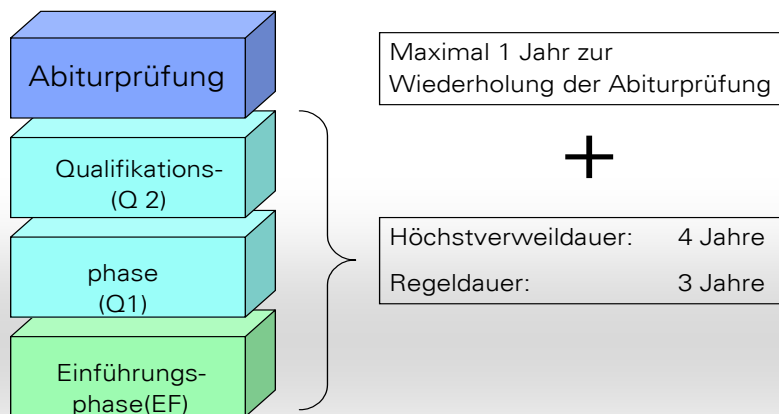 Abiturprüfung
Qualifikations-
(Q 2)
phase
(Q1)
Einführungs-
phase(EF)
Maximal 1 Jahr zur
Wiederholung der Abiturprüfung
+
Höchstverweildauer: 4 Jahre
Regeldauer: 3 Jahre